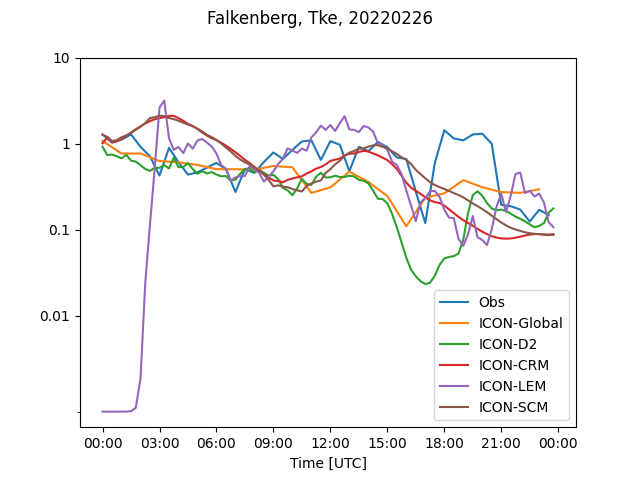 Falkenberg, Tke, 20220226
10
1
0.1
0.01
Obs
ICON-Global
ICON-D2
ICON-CRM
ICON-LEM
ICON-SCM
00:00 03:00 06:00 09:00 12:00 15:00 18:00 21:00 00:00
Time [UTC]